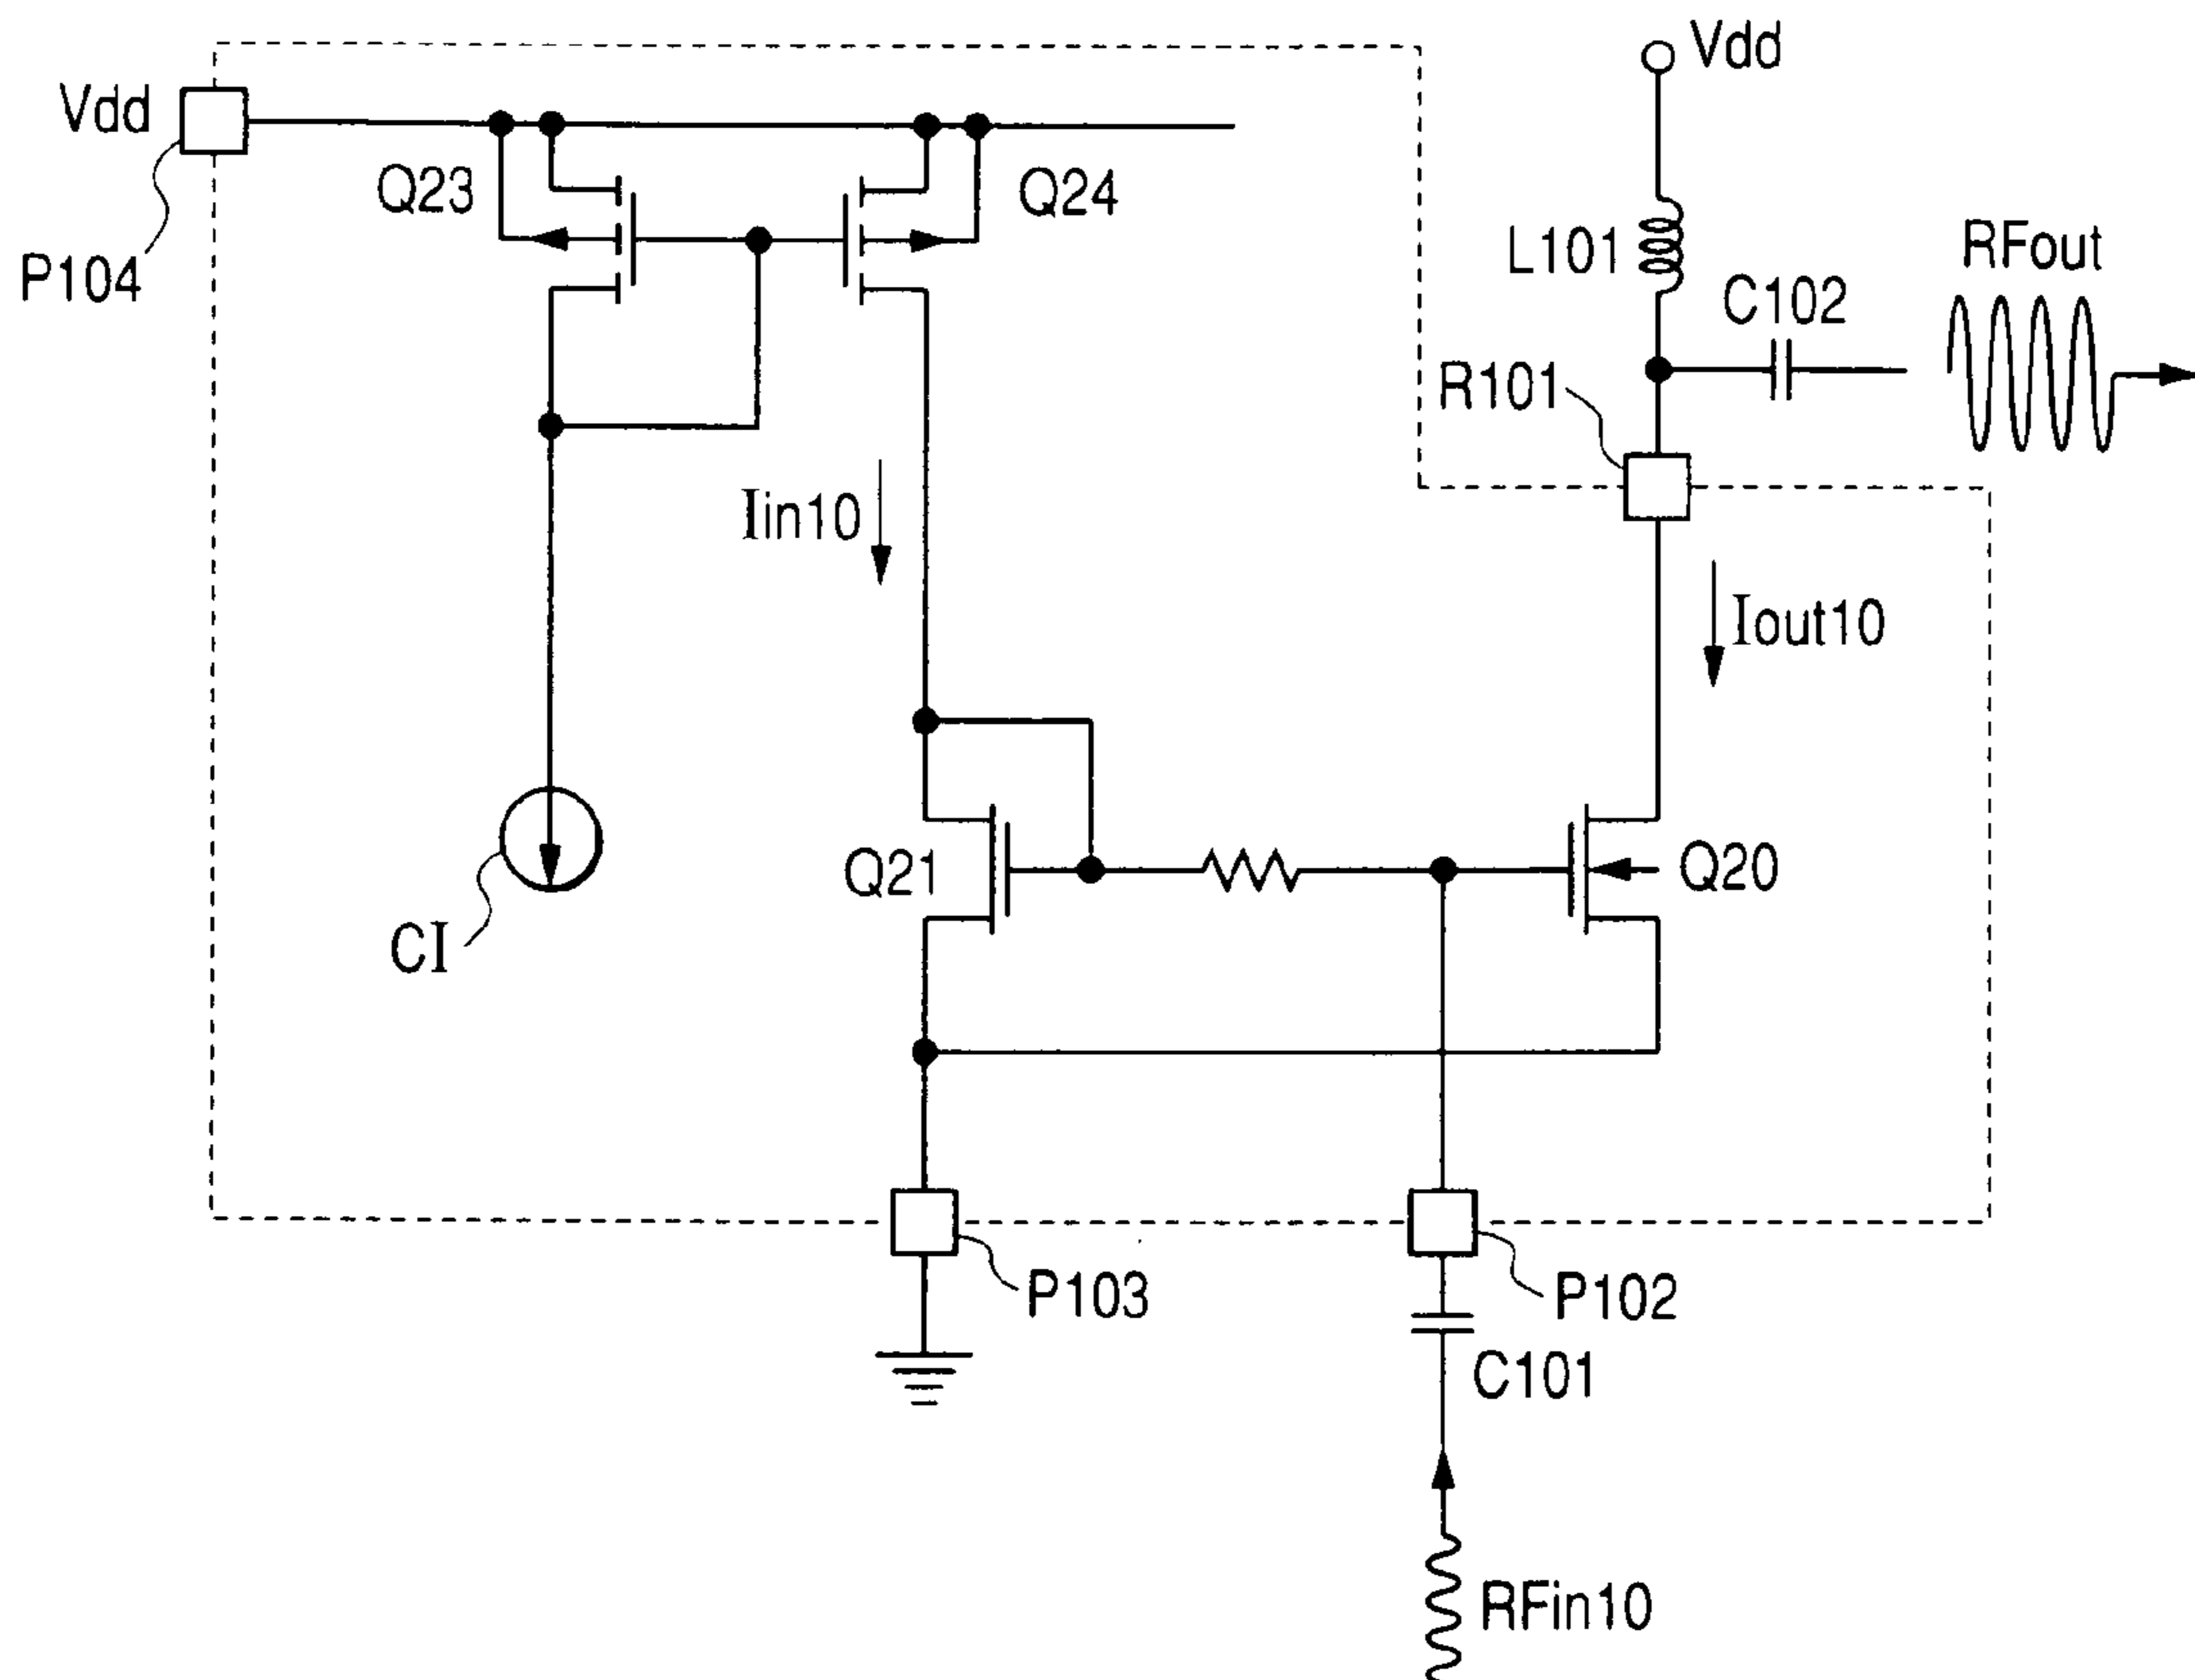 Vdd
Vdd
Q23
Q24
P104
L101
RFout
C102
R101
Iin10
Iout10
Q21
Q20
CI
P103
P102
C101
RFin10